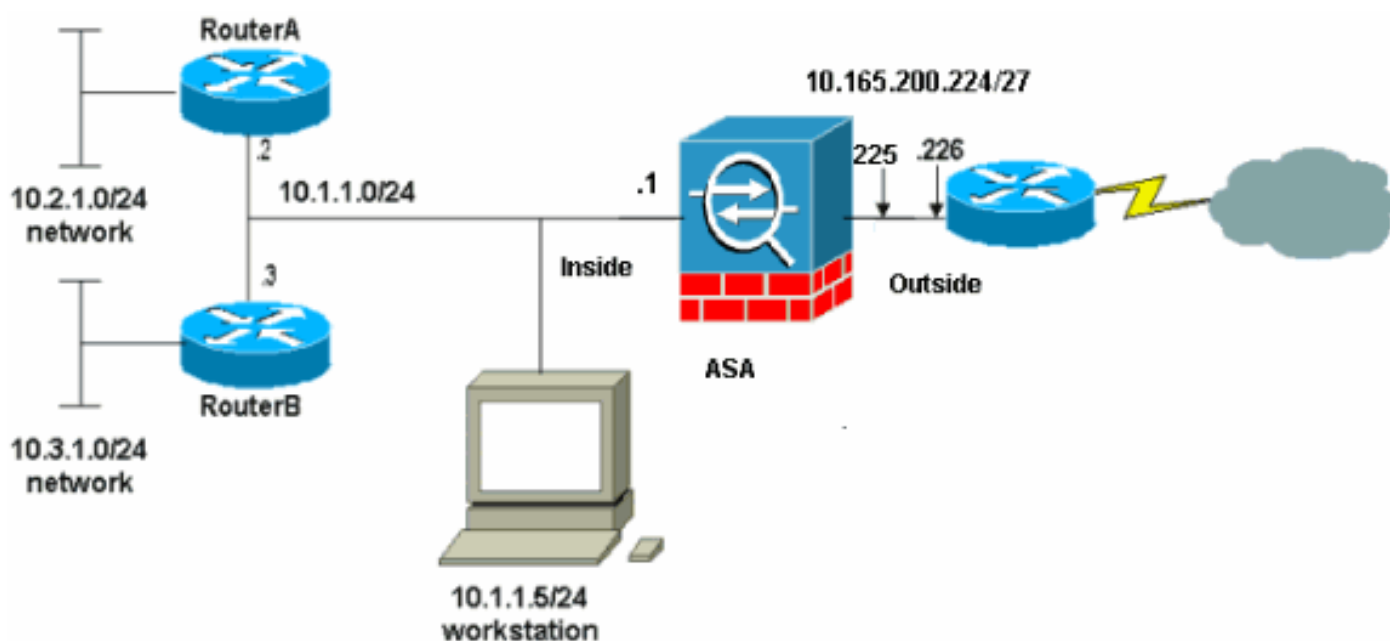 RouterA
10.165.200.224/27
.2
225
.226
10.2.1.0/24
network
10.1.1.0/24
.1
.3
Inside
Outside
RouterB
ASA
10.3.1.0/24
network
10.1.1.5/24
workstation